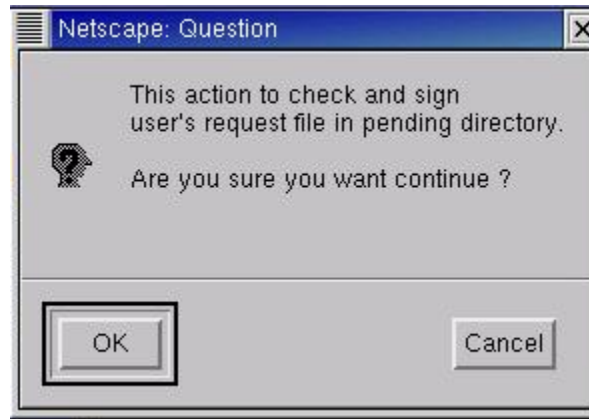 Netscape: Question
This action to check and sign
user's request file in pending directory.
Are you sure you want continue ?
OK
Cancel